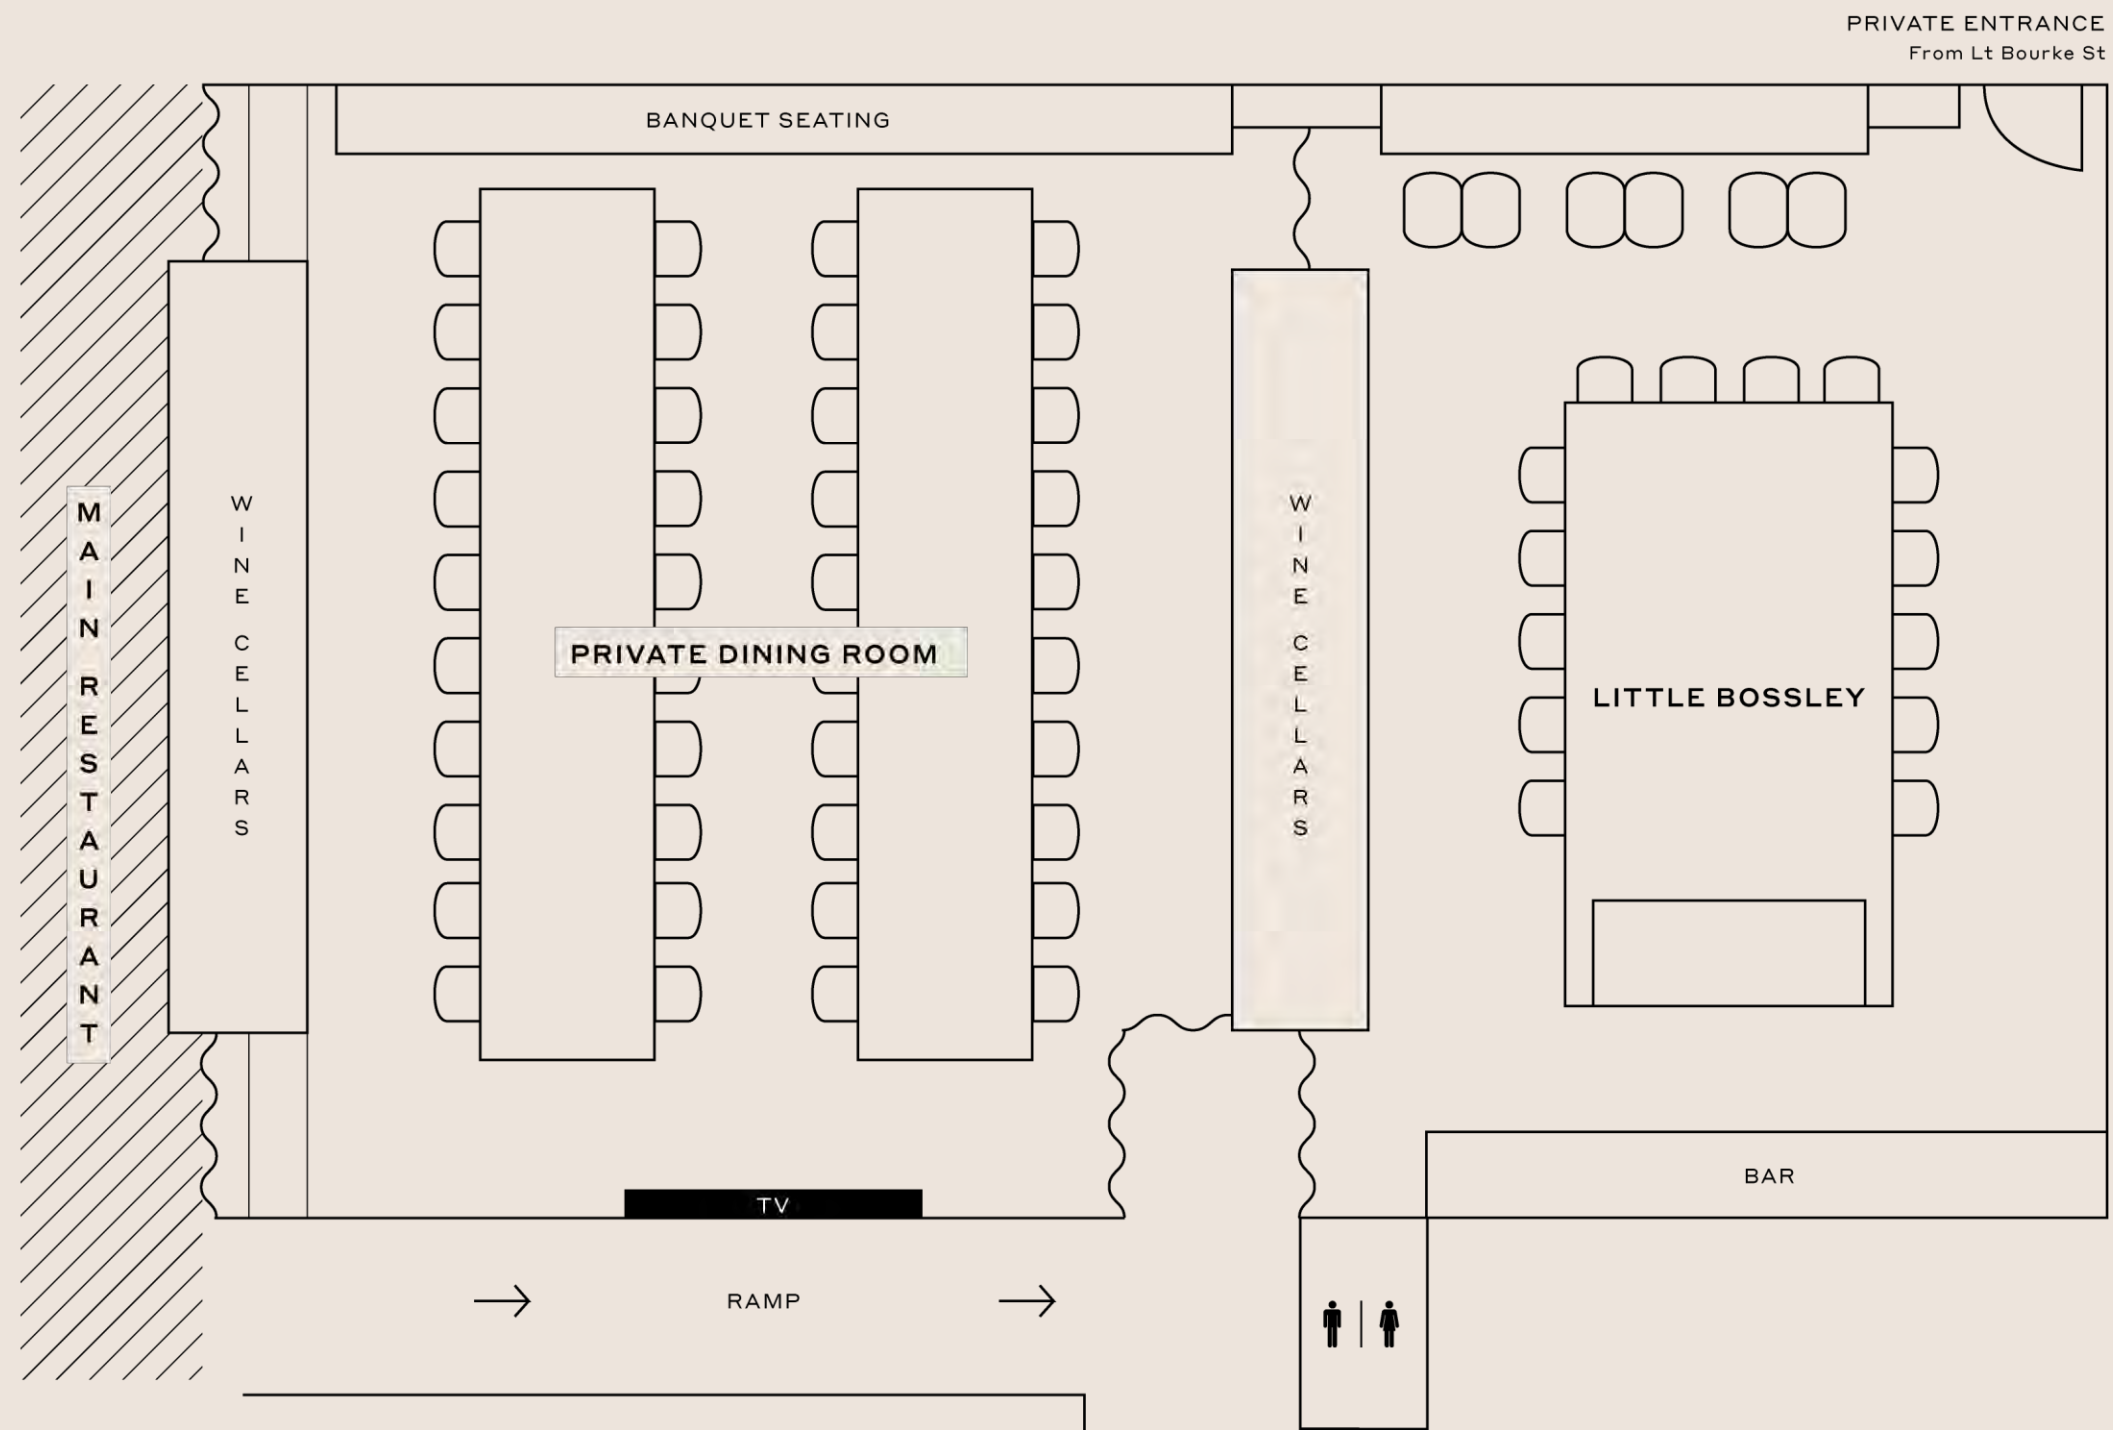 PRIVATE ENTRANCE
From Lt Bourke St
BANQUET SEATING
MAIN RESTAURANT
WINE CELLARS
PRIVATE DINING ROOM
WINE CELLARS
LITTLE BOSSLEY
BAR
TV
RAMP